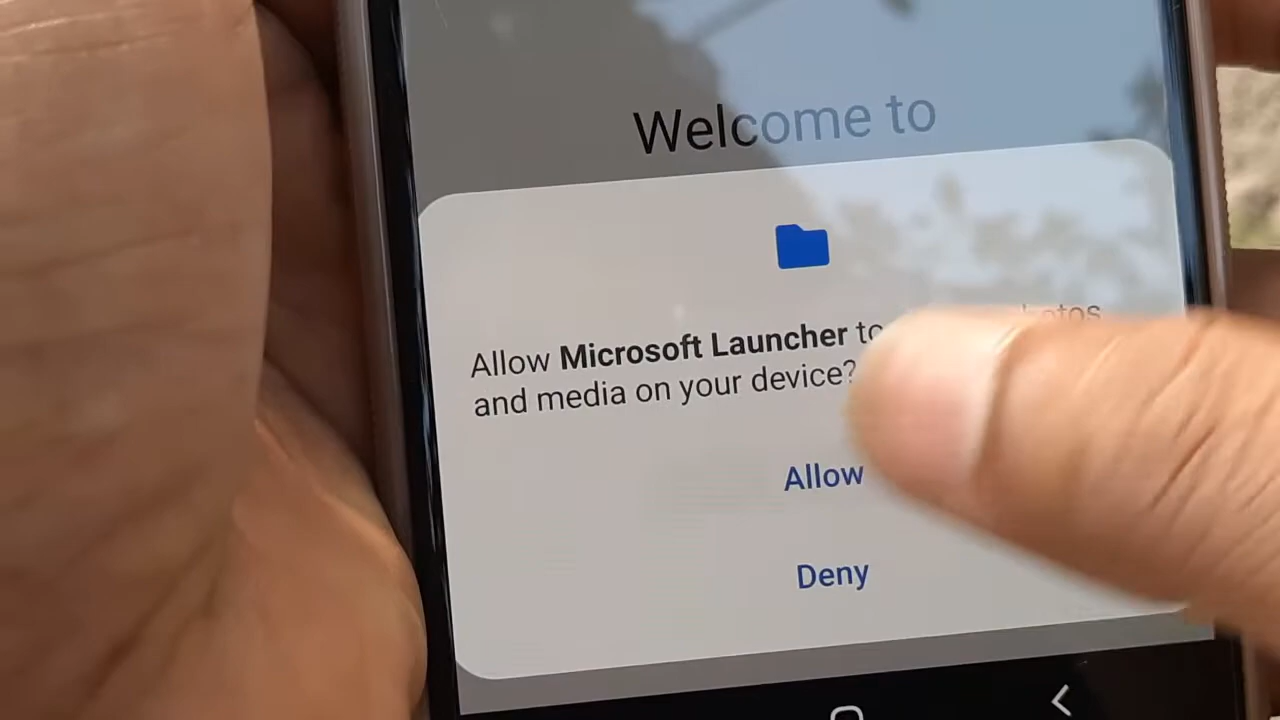 Welcome to
Allow Microsoft Launcher to
and media on your device?
Allow
Deny